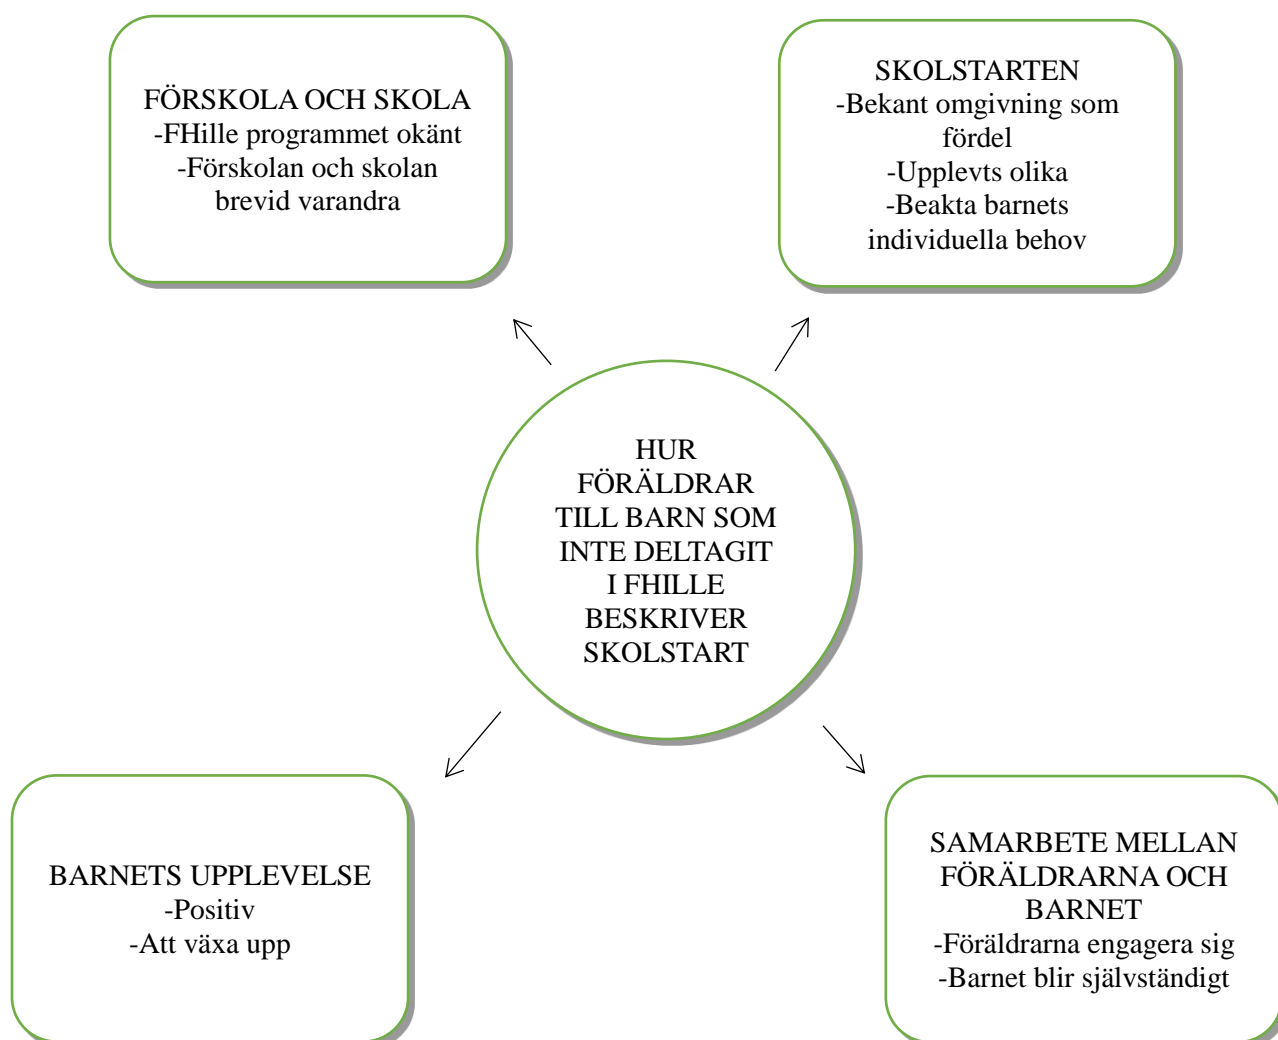 FÖRSKOLA OCH SKOLA
-FHille programmet okänt
-Förskolan och skolan
brevid varandra
SKOLSTARTEN
-Bekant omgivning som
fördel
-Upplevts olika
-Beakta barnets
individuella behov
HUR
FÖRÄLDRAR
TILL BARN SOM
INTE DELTAGIT
I FHILLE
BESKRIVER
SKOLSTART
BARNETS UPPLEVELSE
-Positiv
-Att växa upp
SAMARBETE MELLAN
FÖRÄLDRARNA OCH
BARNET
-Föräldrarna engagera sig
-Barnet blir självständigt